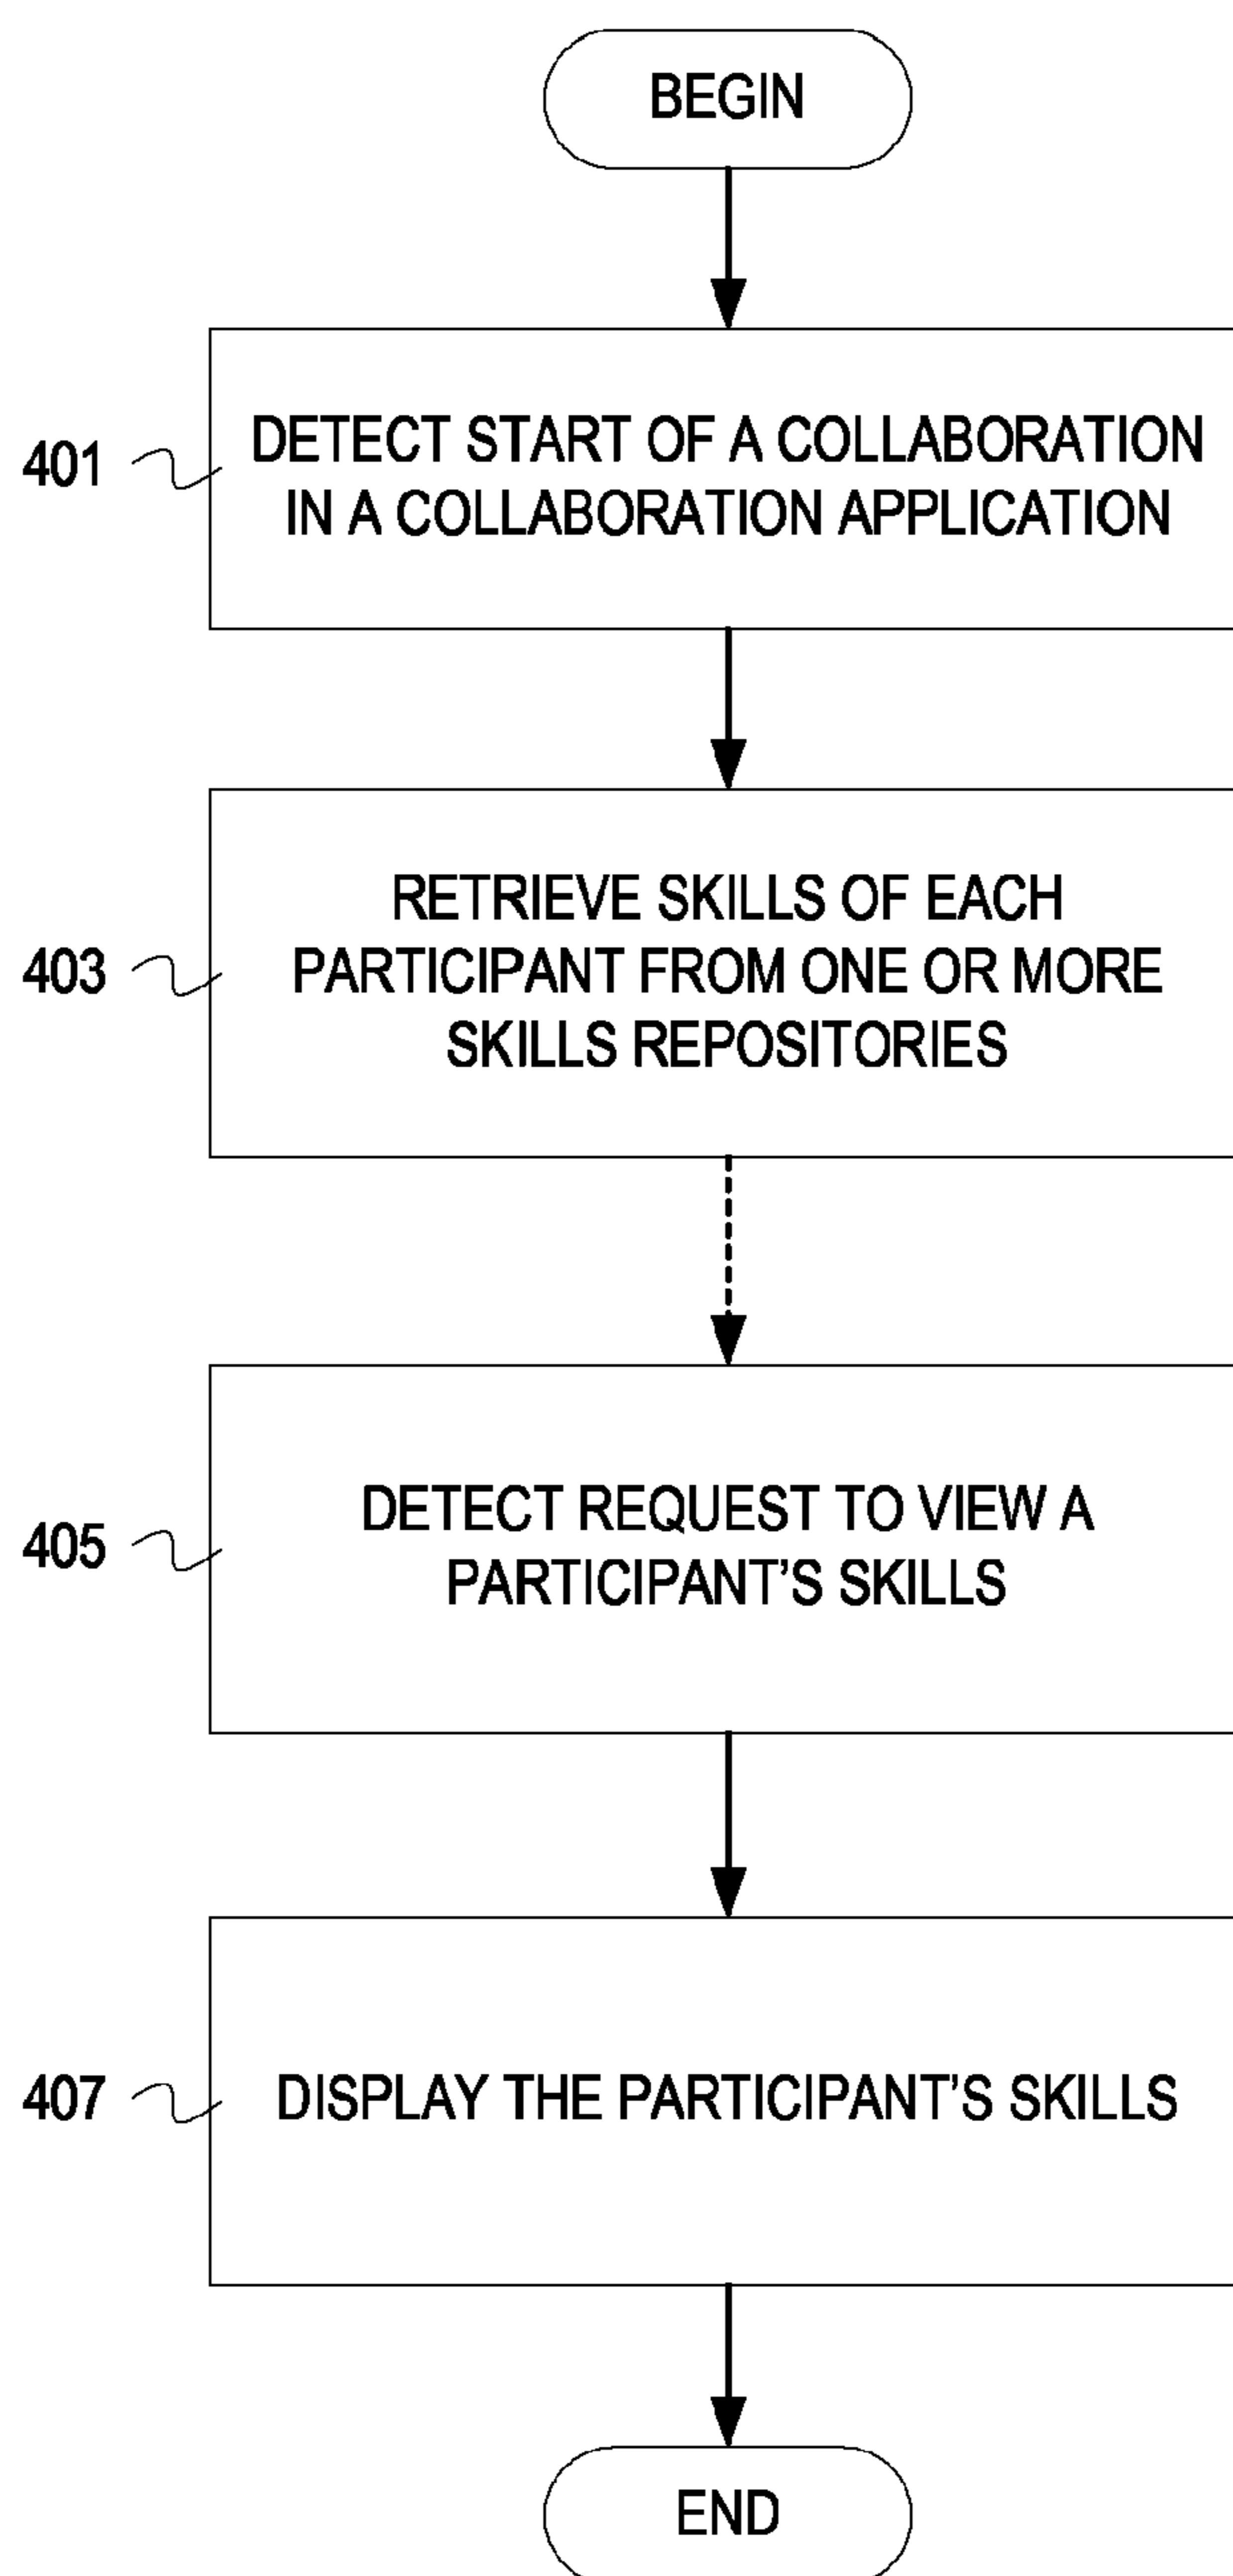 BEGIN
401
DETECT START OF A COLLABORATION
IN A COLLABORATION APPLICATION
403
RETRIEVE SKILLS OF EACH
PARTICIPANT FROM ONE OR MORE
SKILLS REPOSITORIES
405
DETECT REQUEST TO VIEW A
PARTICIPANT'S SKILLS
407
DISPLAY THE PARTICIPANT'S SKILLS
END